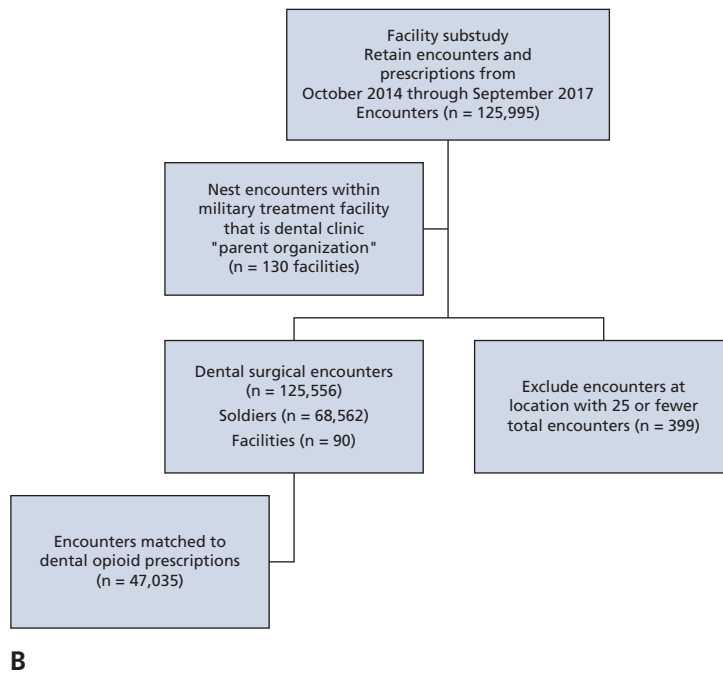 Facility substudy
Retain encounters and
prescriptions from
October 2014 through September 2017
Encounters (n = 125,995)
Nest encounters within
military treatment facility
that is dental clinic
"parent organization"
(n = 130 facilities)
Dental surgical encounters
(n = 125,556)
Soldiers (n = 68,562)
Facilities (n = 90)
Exclude encounters at
location with 25 or fewer
total encounters (n = 399)
Encounters matched to
dental opioid prescriptions
(n = 47,035)
B